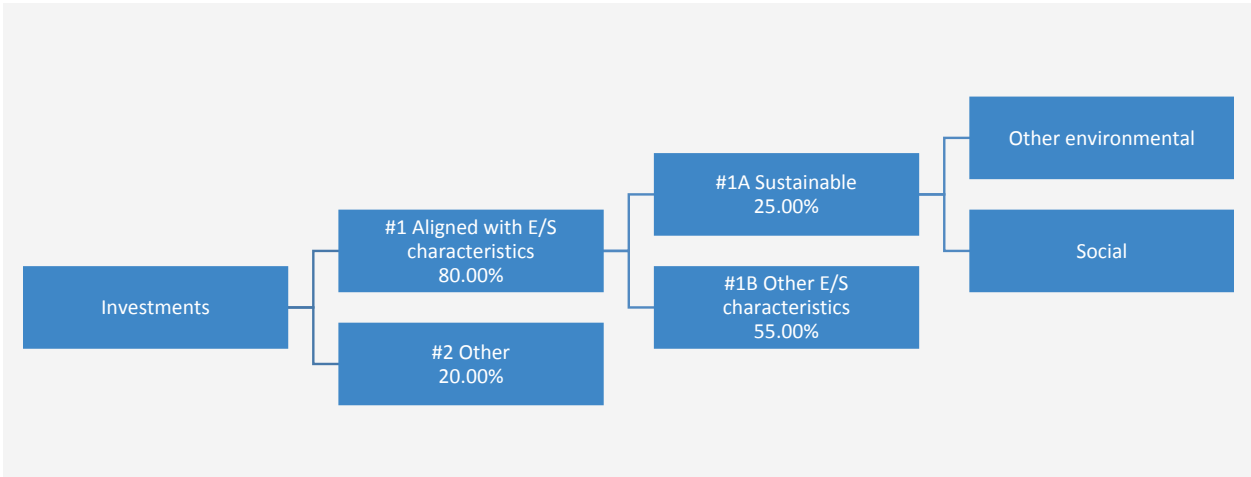 Investments
#1 Aligned with E/S
characteristics
80.00%
#2 Other
20.00%
#1A Sustainable
25.00%
#1B Other E/S
characteristics
55.00%
Other environmental
Social